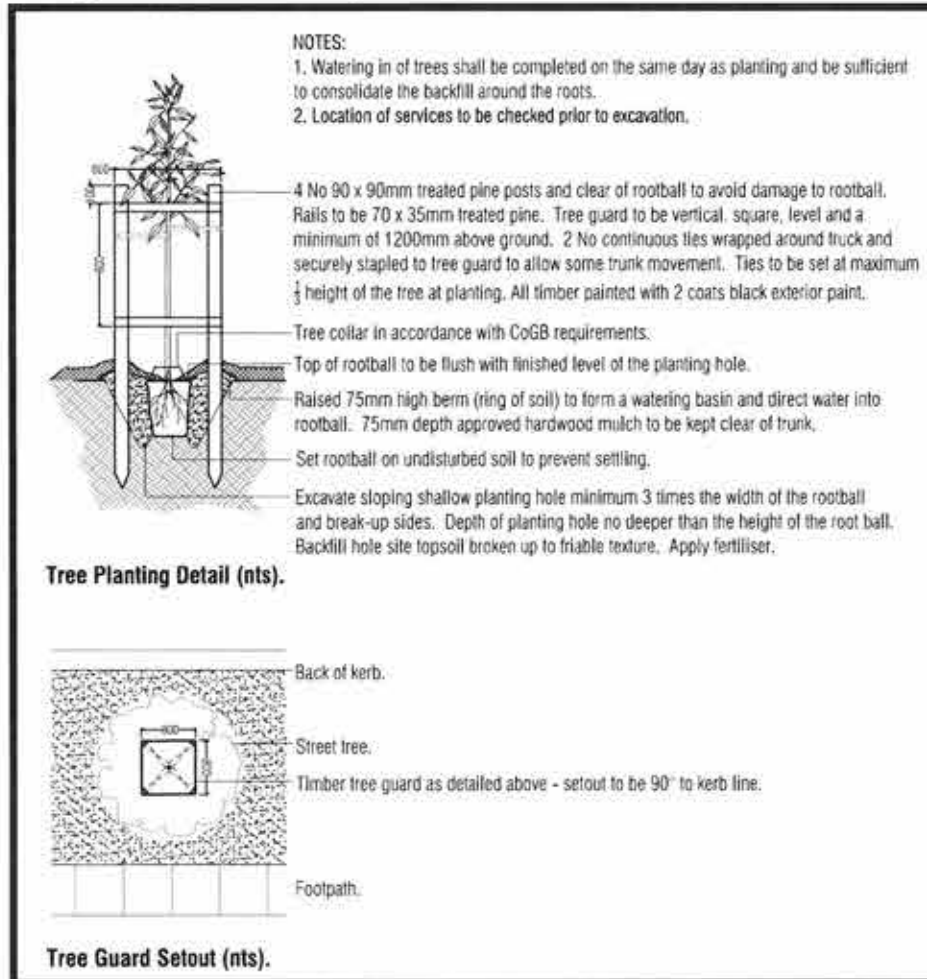 NOTES:
1. Watering in of trees shall be completed on the same day as planting and be sufficient
to consolidate the backfill around the roots.
2. Location of services to be checked prior to excavation.
4 No 90 x 90mm treated pine posts and clear of rootball to avoid damage to rootball.
Rails to be 70 x 35mm treated pine. Tree guard to be vertical, square, level and a
minimum of 1200mm above ground. 2 No continuous ties wrapped around truck and
securely stapled to tree guard to allow some trunk movement. Ties to be set at maximum
⅓ height of the tree at planting. All timber painted with 2 coats black exterior paint.
Tree collar in accordance with CoGB requirements.
Top of rootball to be flush with finished level of the planting hole.
Raised 75mm high berm (ring of soil) to form a watering basin and direct water into
rootball. 75mm depth approved hardwood mulch to be kept clear of trunk.
Set rootball on undisturbed soil to prevent settling.
Excavate sloping shallow planting hole minimum 3 times the width of the rootball
and break-up sides. Depth of planting hole no deeper than the height of the root ball.
Backfill hole site topsoil broken up to friable texture. Apply fertiliser.
Tree Planting Detail (nts).
Back of kerb.
Street tree.
Timber tree guard as detailed above - setout to be 90° to kerb line.
Footpath.
Tree Guard Setout (nts).